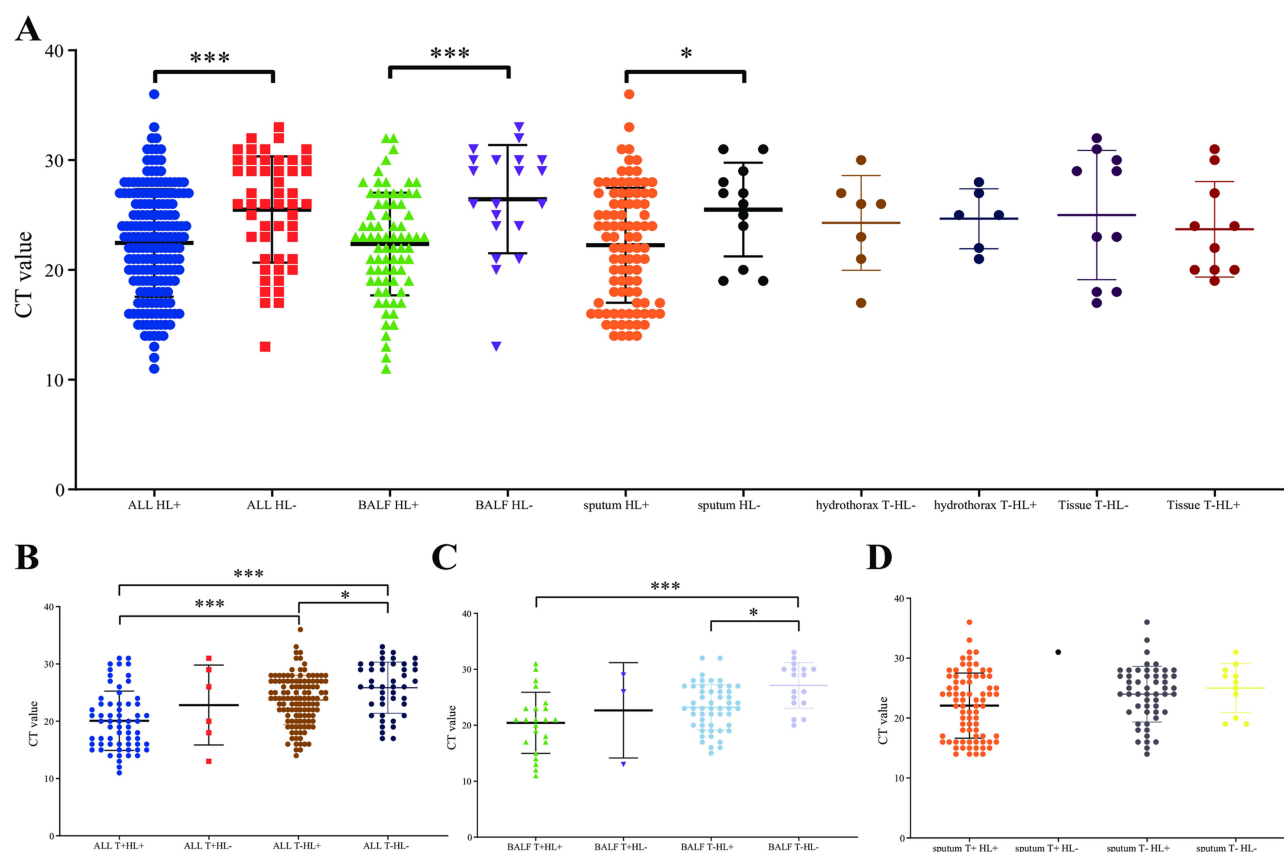 A
40
30
20
10
0
CT value
***
***
*
ALL HL+
ALL HL-
BALF HL+
BALF HL-
sputum HL+
sputum HL-
hydrothorax T-HL-
hydrothorax T-HL+
Tissue T-HL-
Tissue T-HL+
B
40
30
20
10
0
CT value
***
***
*
ALL T+HL+
ALL T+HL-
ALL T-HL+
ALL T-HL-
C
40
30
20
10
0
CT value
***
*
BALF T+HL+
BALF T+HL-
BALF T-HL+
BALF T-HL-
D
40
30
20
10
0
CT value
sputum T+ HL+
sputum T+ HL-
sputum T- HL+
sputum T- HL-